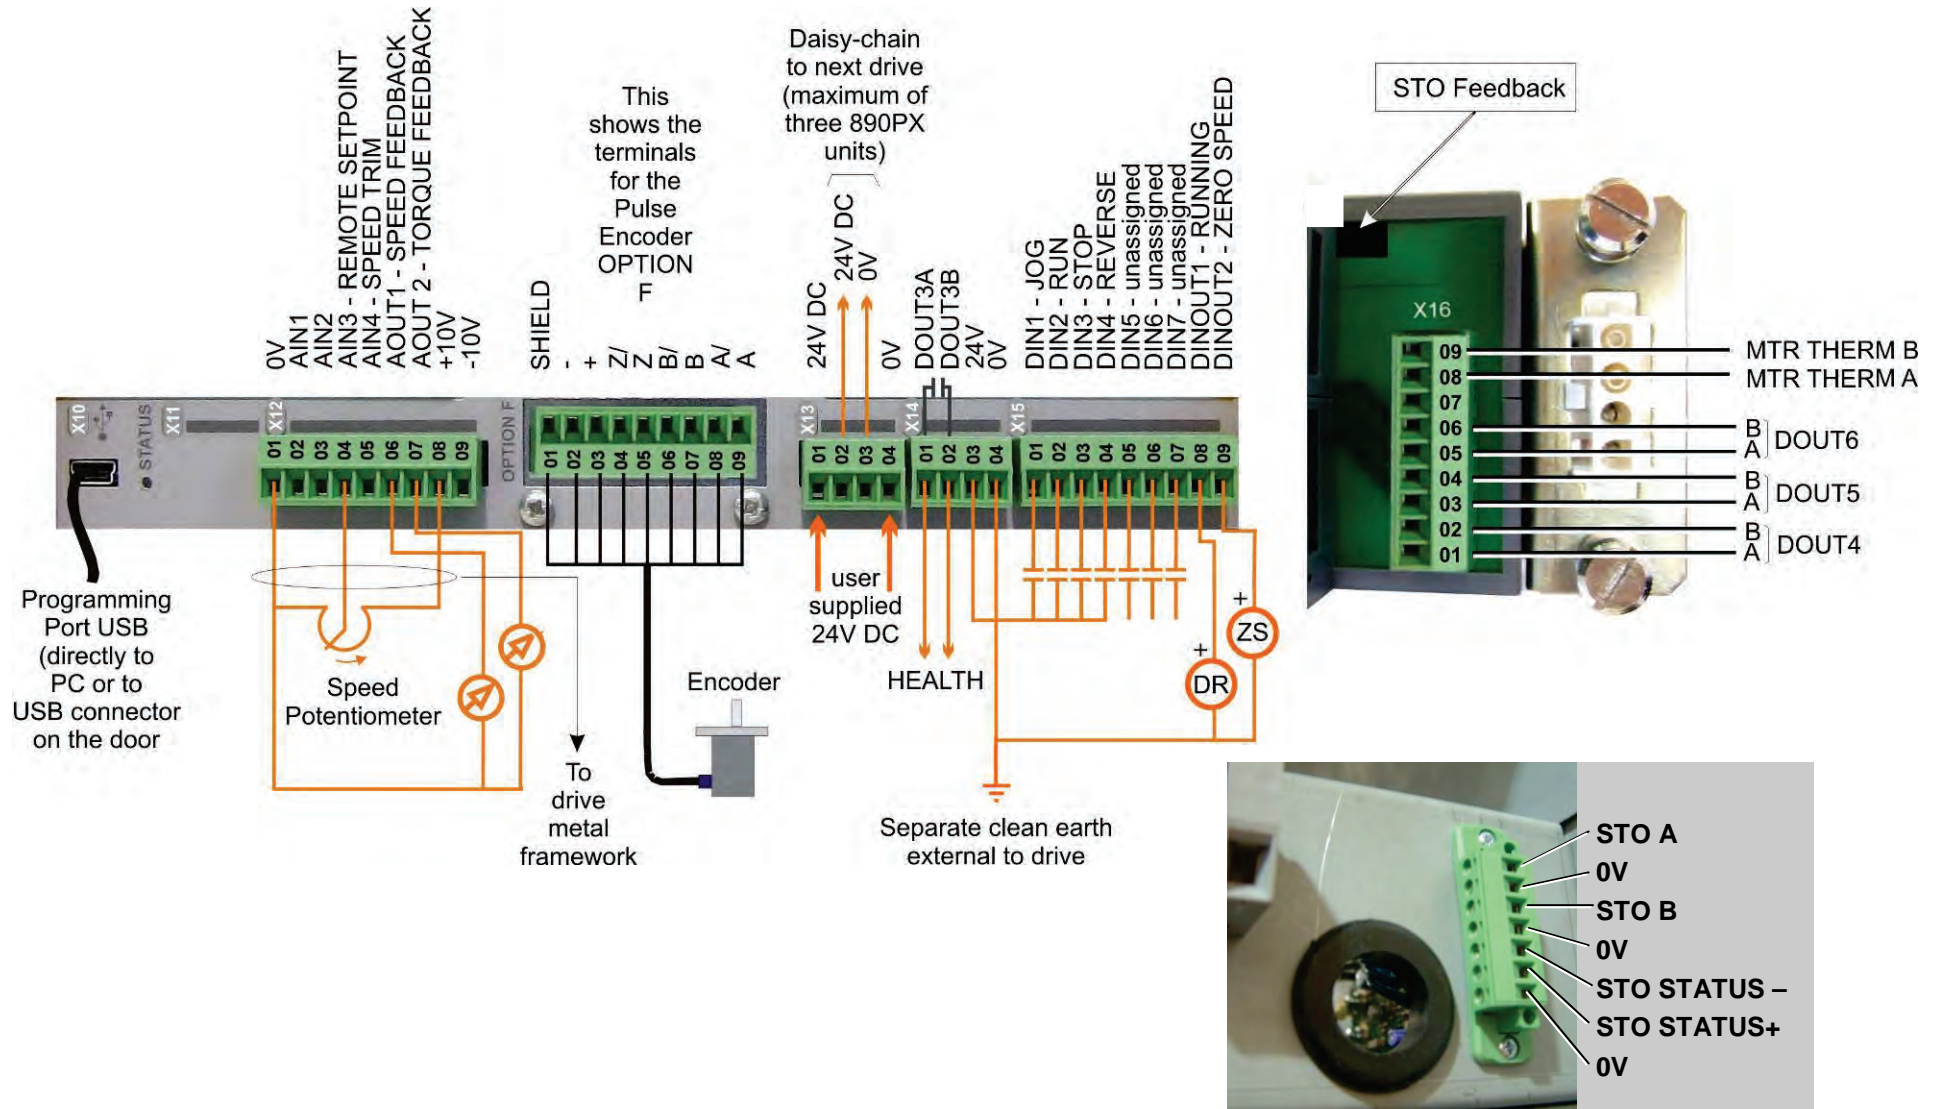 0V
AIN1
AIN2
AIN3 - REMOTE SETPOINT
AIN4 - SPEED TRIM
AOUT1 - SPEED FEEDBACK
AOUT 2 - TORQUE FEEDBACK
+10V
-10V
This
shows the
terminals
for the
Pulse
Encoder
OPTION
F
SHIELD
-
+
Z/
Z
B/
B
A/
A
Daisy-chain
to next drive
(maximum of
three 890PX
units)
24V DC
24V DC
0V
0V
DOUT3A
DOUT3B
24V
0V
DIN1 - JOG
DIN2 - RUN
DIN3 - STOP
DIN4 - REVERSE
DIN5 - unassigned
DIN6 - unassigned
DIN7 - unassigned
DINOUT1 - RUNNING
DINOUT2 - ZERO SPEED
X10
STATUS
X11
X12
01 02 03 04 05 06 07 08 09
OPTION F
01 02 03 04 05 06 07 08 09
X13
01 02 03 04
X14
01 02 03 04
X15
01 02 03 04 05 06 07 08 09
Programming
Port USB
(directly to
PC or to
USB connector
on the door
Speed
Potentiometer
To
drive
metal
framework
Encoder
user
supplied
24V DC
HEALTH
+
DR
+
ZS
Separate clean earth
external to drive
STO Feedback
X16
09 MTR THERM B
08 MTR THERM A
07
06 B
05 A DOUT6
04 B
03 A DOUT5
02 B
01 A DOUT4
STO A
0V
STO B
0V
STO STATUS –
STO STATUS+
0V